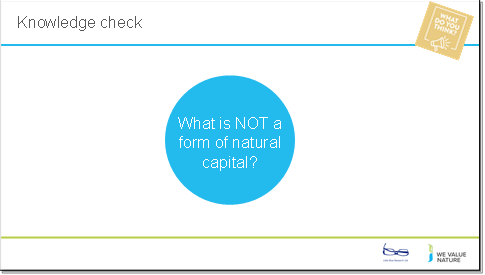 Knowledge check
WHAT
DO YOU
THINK?
What is NOT a
form of natural
capital?
WE VALUE
NATURE